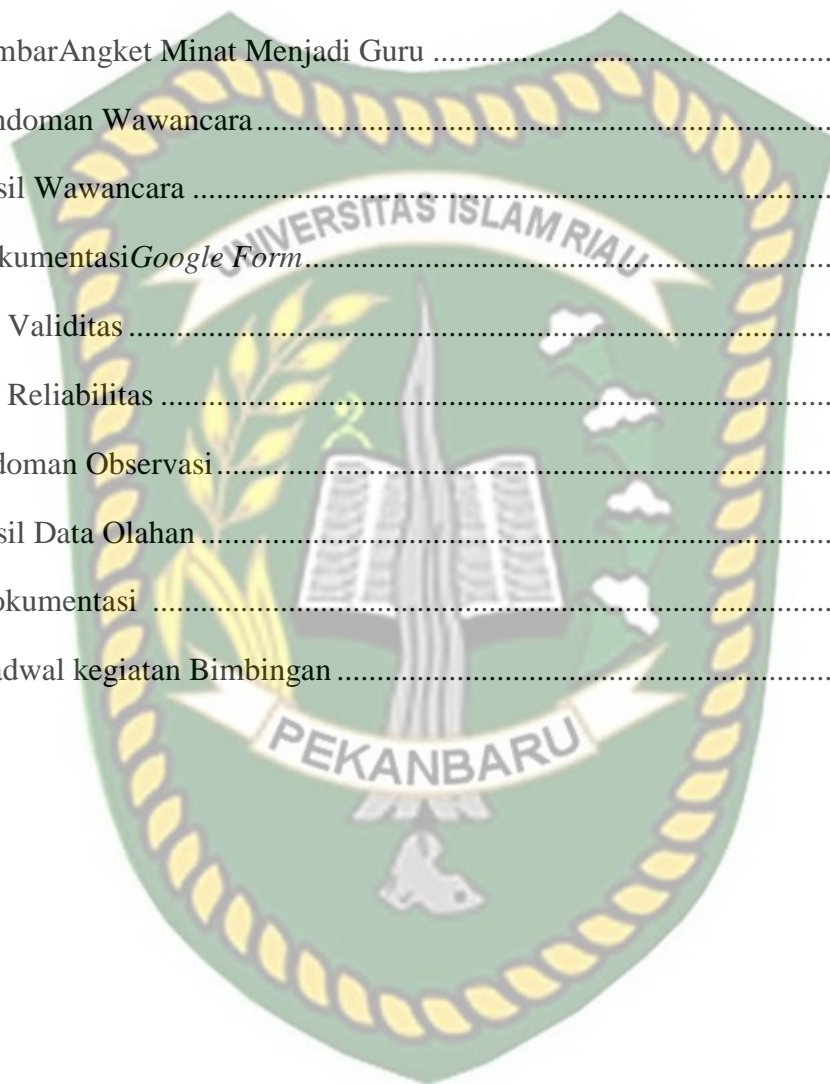 mbarAngket Minat Menjadi Guru ................................................
ndoman Wawancara ................................................
sil Wawancara ................................................
UNIVERSITAS ISLAM RIAU
kumentasiGoogle Form ................................................
Validitas ................................................
Reliabilitas ................................................
doman Observasi ................................................
sil Data Olahan ................................................
okumentasi ................................................
adwal kegiatan Bimbingan ................................................
PEKANBARU